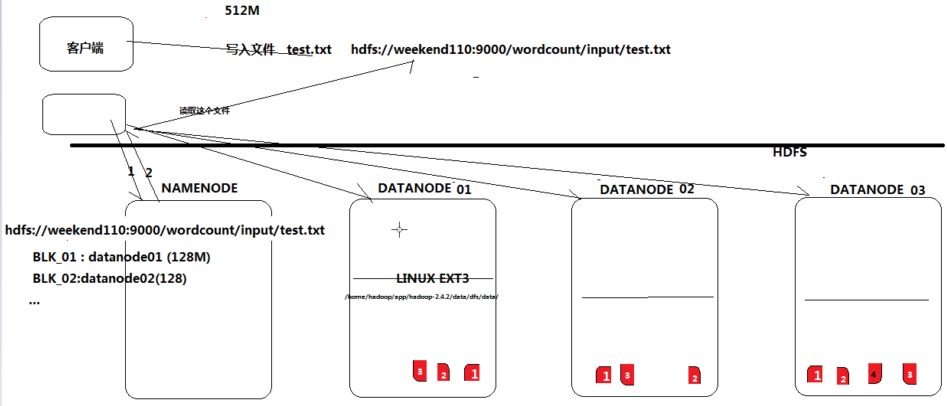 512M
客户端
写入文件 test.txt hdfs://weekend110:9000/wordcount/input/test.txt
读取这个文件
HDFS
1 2
NAMENODE
DATANODE 01
DATANODE 02
DATANODE 03
hdfs://weekend110:9000/wordcount/input/test.txt
BLK_01 : datanode01 (128M)
BLK_02:datanode02(128)
...
LINUX EXT3
/home/hadoop/app/hadoop-2.4.2/data/dfs/data/
3 2 1
1 3 2
1 2 4 3